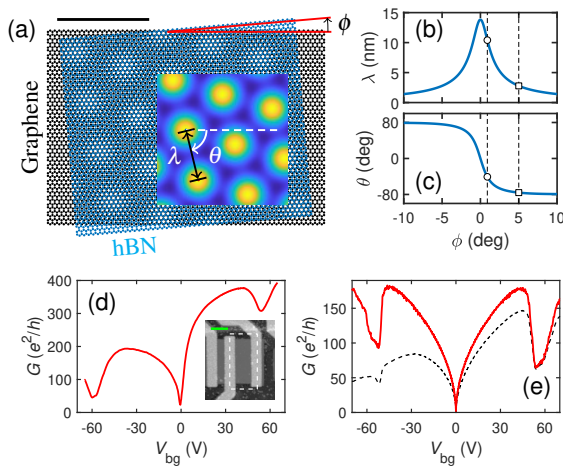 (a)
ϕ
Graphene
hBN
λ
θ
(b)
λ (nm)
15
10
5
0
(c)
θ (deg)
80
0
-80
-10
-5
0
5
10
ϕ (deg)
(d)
G (e²/h)
400
300
200
100
0
-60
-30
0
30
60
V_bg (V)
(e)
G (e²/h)
150
100
50
0
-60
-30
0
30
60
V_bg (V)